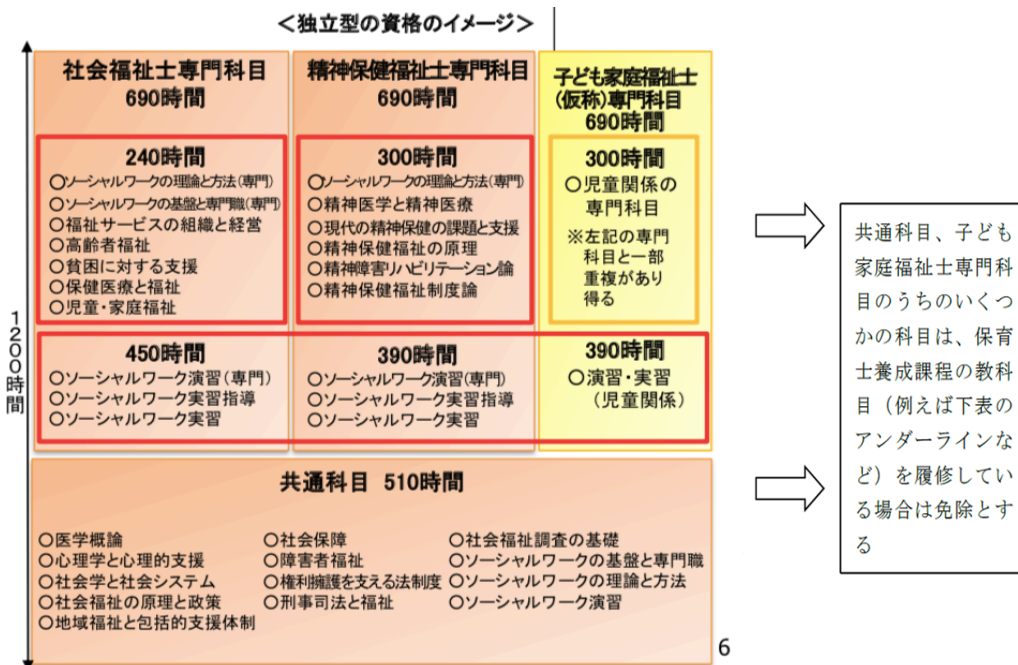 ＜独立型の資格のイメージ＞
1200時間
社会福祉士専門科目
690時間
240時間
○ソーシャルワークの理論と方法(専門)
○ソーシャルワークの基盤と専門職(専門)
○福祉サービスの組織と経営
○高齢者福祉
○貧困に対する支援
○保健医療と福祉
○児童・家庭福祉
450時間
○ソーシャルワーク演習(専門)
○ソーシャルワーク実習指導
○ソーシャルワーク実習
精神保健福祉士専門科目
690時間
300時間
○ソーシャルワークの理論と方法(専門)
○精神医学と精神医療
○現代の精神保健の課題と支援
○精神保健福祉の原理
○精神障害リハビリテーション論
○精神保健福祉制度論
390時間
○ソーシャルワーク演習(専門)
○ソーシャルワーク実習指導
○ソーシャルワーク実習
子ども家庭福祉士
(仮称)専門科目
690時間
300時間
○児童関係の
専門科目
※左記の専門
科目と一部
重複があり
得る
390時間
○演習・実習
(児童関係)
共通科目 510時間
○医学概論
○心理学と心理的支援
○社会学と社会システム
○社会福祉の原理と政策
○地域福祉と包括的支援体制
○社会保障
○障害者福祉
○権利擁護を支える法制度
○刑事司法と福祉
○社会福祉調査の基礎
○ソーシャルワークの基盤と専門職
○ソーシャルワークの理論と方法
○ソーシャルワーク演習
6
共通科目、子ども
家庭福祉士専門科
目のうちのいくつ
かの科目は、保育
士養成課程の教科
目（例えば下表の
アンダーラインな
ど）を履修してい
る場合は免除とす
る